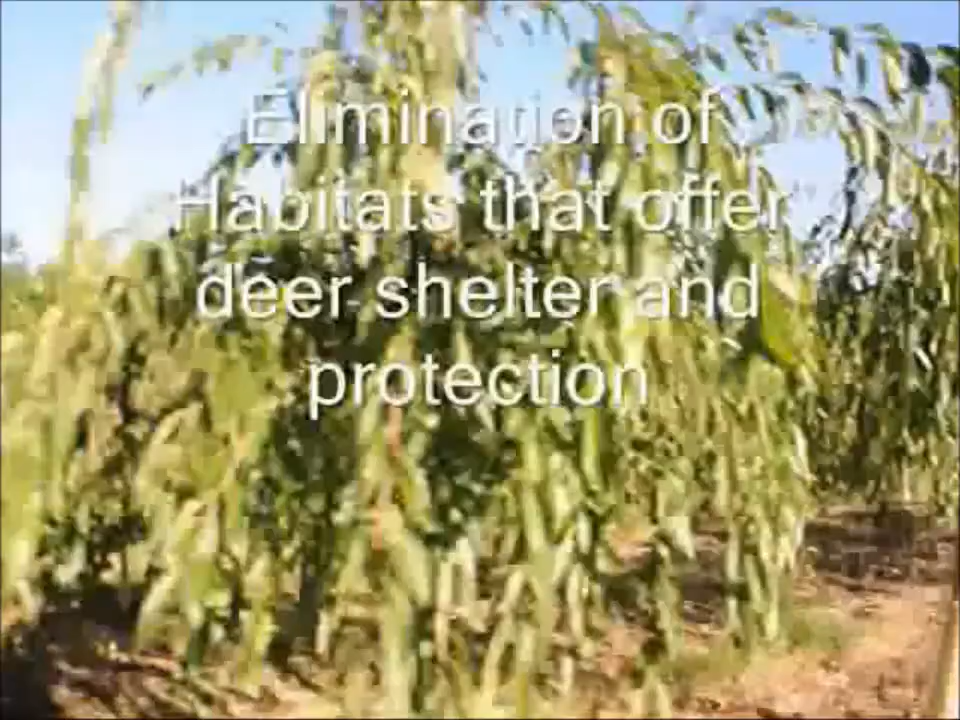 Elimination of
Habitats that offer
deer shelter and
protection